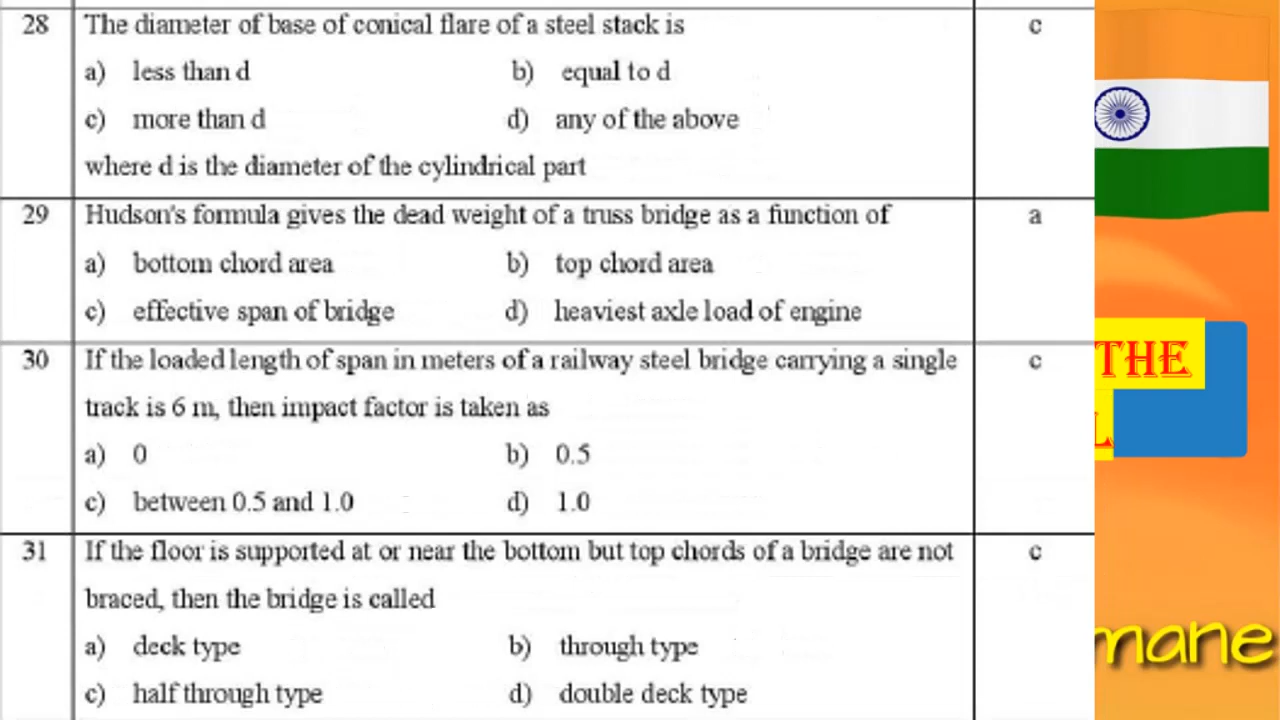 28 The diameter of base of conical flare of a steel stack is c
a) less than d b) equal to d
c) more than d d) any of the above
where d is the diameter of the cylindrical part
29 Hudson's formula gives the dead weight of a truss bridge as a function of a
a) bottom chord area b) top chord area
c) effective span of bridge d) heaviest axle load of engine
30 If the loaded length of span in meters of a railway steel bridge carrying a single c
track is 6 m, then impact factor is taken as
a) 0 b) 0.5
c) between 0.5 and 1.0 d) 1.0
31 If the floor is supported at or near the bottom but top chords of a bridge are not c
braced, then the bridge is called
a) deck type b) through type
c) half through type d) double deck type
THE
L
mane